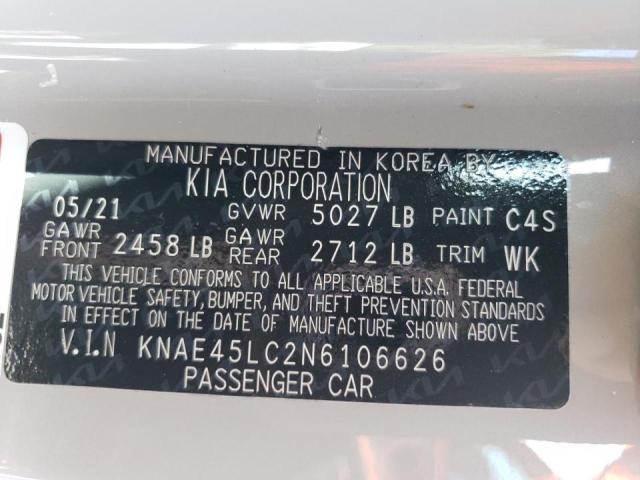 MANUFACTURED IN KOREA BY
KIA CORPORATION
05/21 GVWR 5027 LB PAINT C4S
GAWR FRONT 2458 LB GAWR REAR 2712 LB TRIM WK
THIS VEHICLE CONFORMS TO ALL APPLICABLE U.S.A. FEDERAL
MOTOR VEHICLE SAFETY, BUMPER, AND THEFT PREVENTION STANDARDS
IN EFFECT ON THE DATE OF MANUFACTURE SHOWN ABOVE
V.I.N KNAE45LC2N6106626
PASSENGER CAR